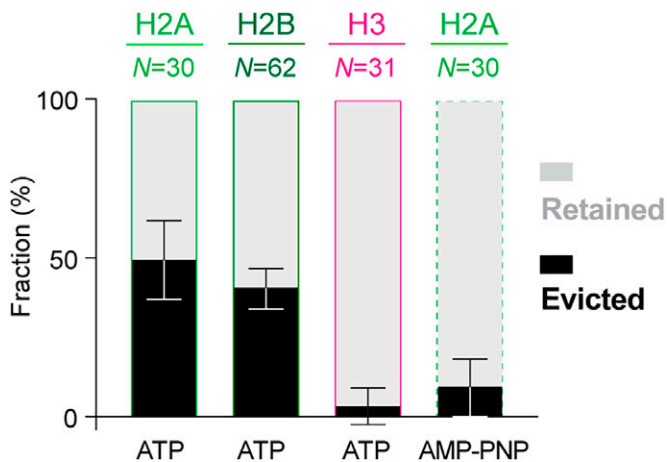 H2A H2B H3 H2A
N=30 N=62 N=31 N=30
Fraction (%)
100
50
0
Retained
Evicted
ATP ATP ATP AMP-PNP